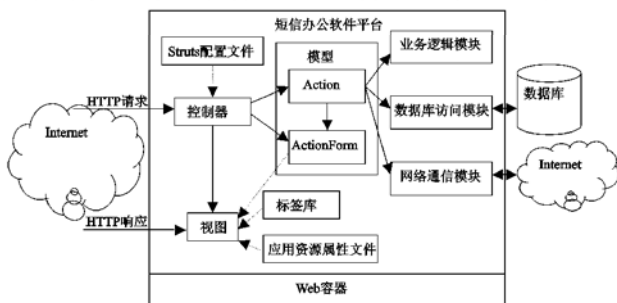 短信办公软件平台
Struts配置文件
模型
业务逻辑模块
HTTP请求
控制器
Action
数据库访问模块
数据库
Internet
ActionForm
网络通信模块
Internet
标签库
HTTP响应
视图
应用资源属性文件
Web容器